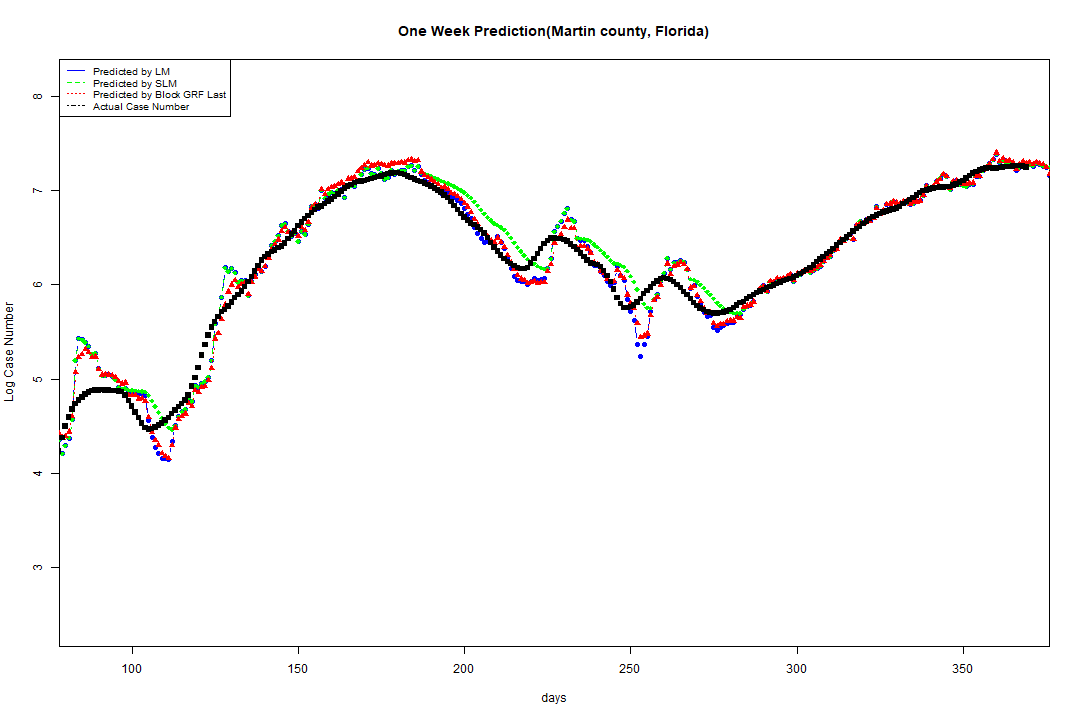 One Week Prediction(Martin county, Florida)
Predicted by LM
Predicted by SLM
Predicted by Block GRF Last
Actual Case Number
8
7
6
5
4
3
Log Case Number
100 150 200 250 300 350
days